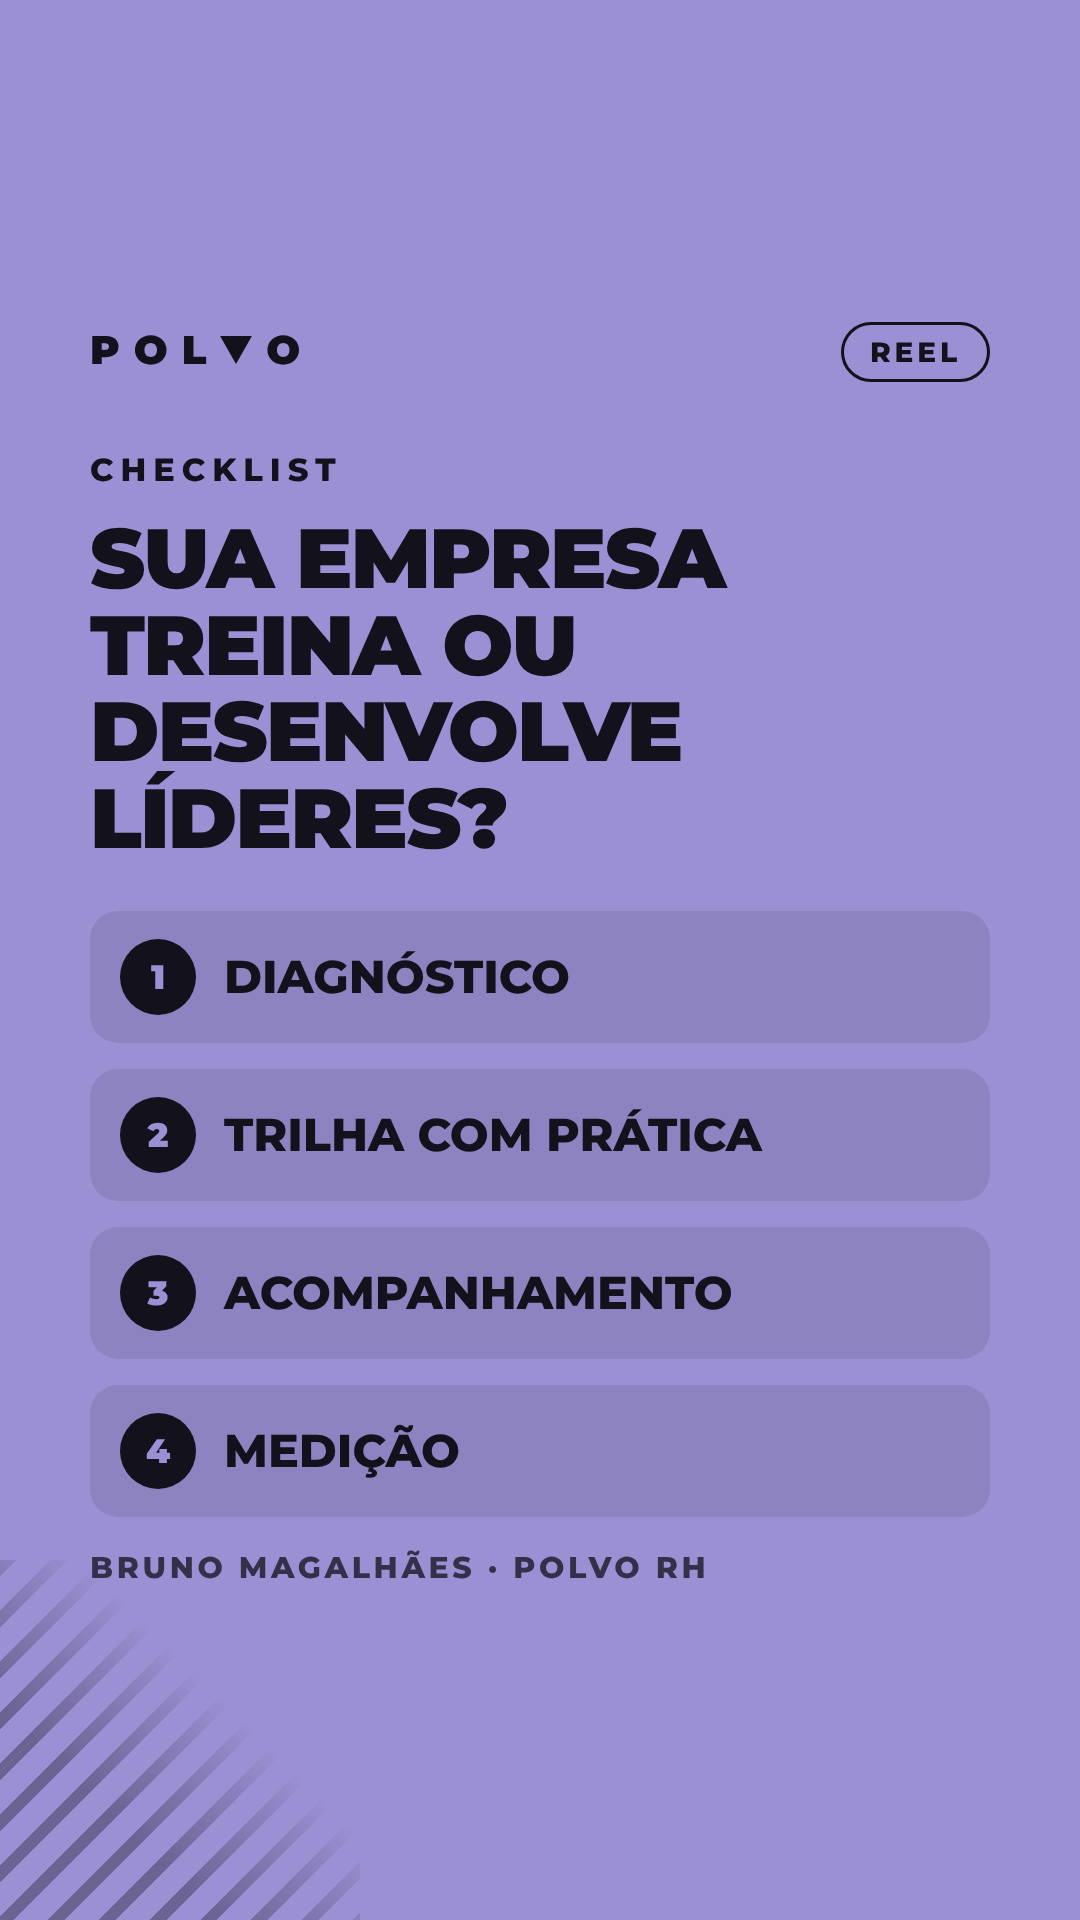 POLVO
REEL
CHECKLIST
SUA EMPRESA
TREINA OU
DESENVOLVE
LÍDERES?
1 DIAGNÓSTICO
2 TRILHA COM PRÁTICA
3 ACOMPANHAMENTO
4 MEDIÇÃO
BRUNO MAGALHÃES · POLVO RH